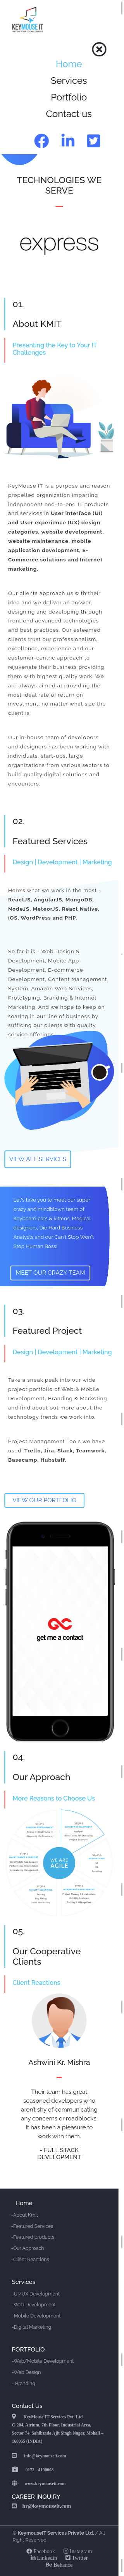 KEYMOUSE IT
Home
Services
Portfolio
Contact us
TECHNOLOGIES WE
SERVE
express
01.
About KMIT
Presenting the Key to Your IT
Challenges
KeyMouse IT is a purpose and reason
propelled organization imparting
independent end-to-end IT products
and services in User Interface (UI)
and User experience (UX) design
categories, website development,
website maintenance, mobile
application development, E-
Commerce solutions and Internet
marketing.
Our clients approach us with their
idea and we deliver an answer,
designing and developing that idea
around front edge technologies
and best practices. Our esteemed
clients trust our professionalism,
excellence, experience and our
customer-centric approach to
augment their business providing
them with highest quality work. We
are always aimed at providing the
most ideal rate of return on
investment, no matter what size the
client is.
Our in-house team of developers
and designers has been working with
individuals, start-ups, large
organizations from various sectors to
build quality digital solutions and
encounters.
02.
Featured Services
Design | Development | Marketing
Here's what we work in the most -
ReactJS, AngularJS, MongoDB,
NodeJS, MeteorJS, React Native,
iOS, WordPress and PHP.
So far it is - Web Design &
Development, Mobile App
Development, E-commerce
Development, Content Management
System, Amazon Web Services,
Prototyping, Branding & Internet
Marketing. And we hope to keep on
soaring in our line of business by
sufficing our clients with quality
service offerings.
VIEW ALL SERVICES
Let's take you to meet our super
crazy and mindblown team of
Keyboard cats & kittens, Magical
designers, Die Hard Business
Analysts and our Can't Stop Won't
Stop Human Boss!
MEET OUR CRAZY TEAM
03.
Featured Project
Design | Development | Marketing
Take a sneak peak into our wide
project portfolio of Web & Mobile
Development, Branding & Marketing
and find about out more about the
technology trends we work into.
Project Management Tools we have
used: Trello, Jira, Slack, Teamwork,
Basecamp, Hubstaff.
VIEW OUR PORTFOLIO
get me a contact
04.
Our Approach
More Reasons to Choose Us
WE ARE
AGILE
05.
Our Cooperative
Clients
Client Reactions
Ashwini Kr. Mishra
Their team has great
seasoned developers who
aren't shy of communicating of
any concerns or roadblocks.
It has been a pleasure to
work with them.
- FULL STACK
DEVELOPMENT
Home
-About Kmit
-Featured Services
-Featured products
-Our Approach
-Client Reactions
Services
-UI/UX Development
-Web Development
-Mobile Development
-Digital Marketing
PORTFOLIO
-Web/Mobile Development
-Web Design
- Branding
Contact Us
KeyMouse IT Services Pvt. Ltd.
C-204, Atrium, 7th Floor, Industrial Area,
Sector 74, Sahibzada Ajit Singh Nagar, Mohali -
160055 (INDIA)
info@keymouseit.com
0172 - 4190000
www.keymouseit.com
CAREER INQUIRY
hr@keymouseit.com
© KeymouseIT Services Private Ltd. / All
Right Reserved.
Facebook Instagram
Linkedin Twitter
Behance